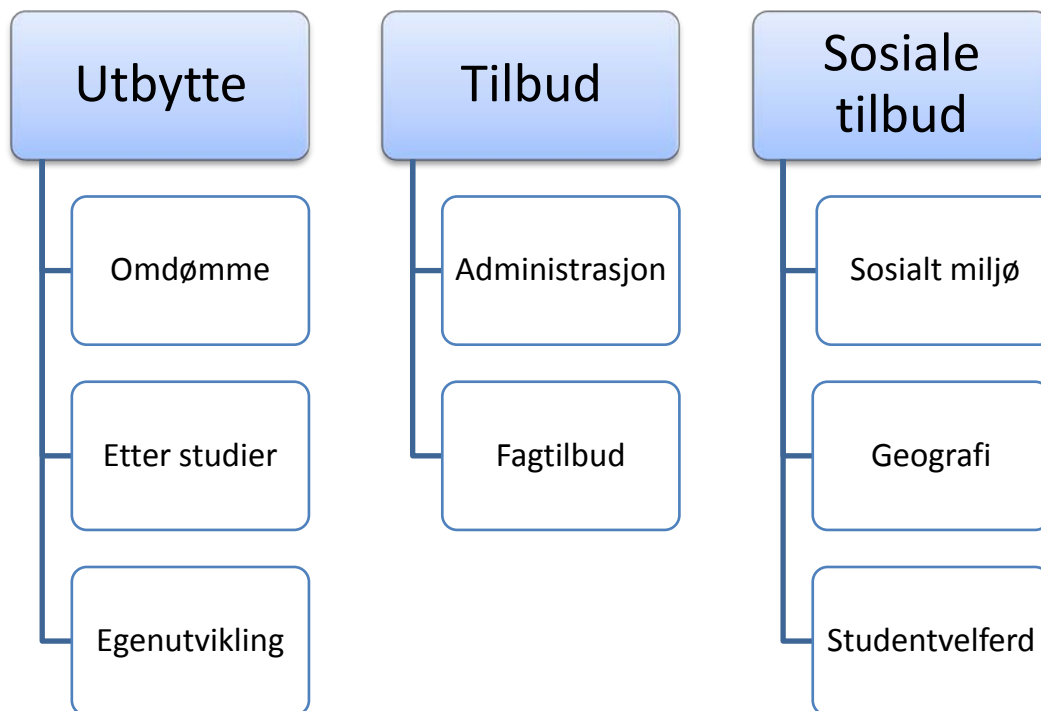 Utbytte
Omdømme
Etter studier
Egenutvikling
Tilbud
Administrasjon
Fagtilbud
Sosiale
tilbud
Sosialt miljø
Geografi
Studentvelferd